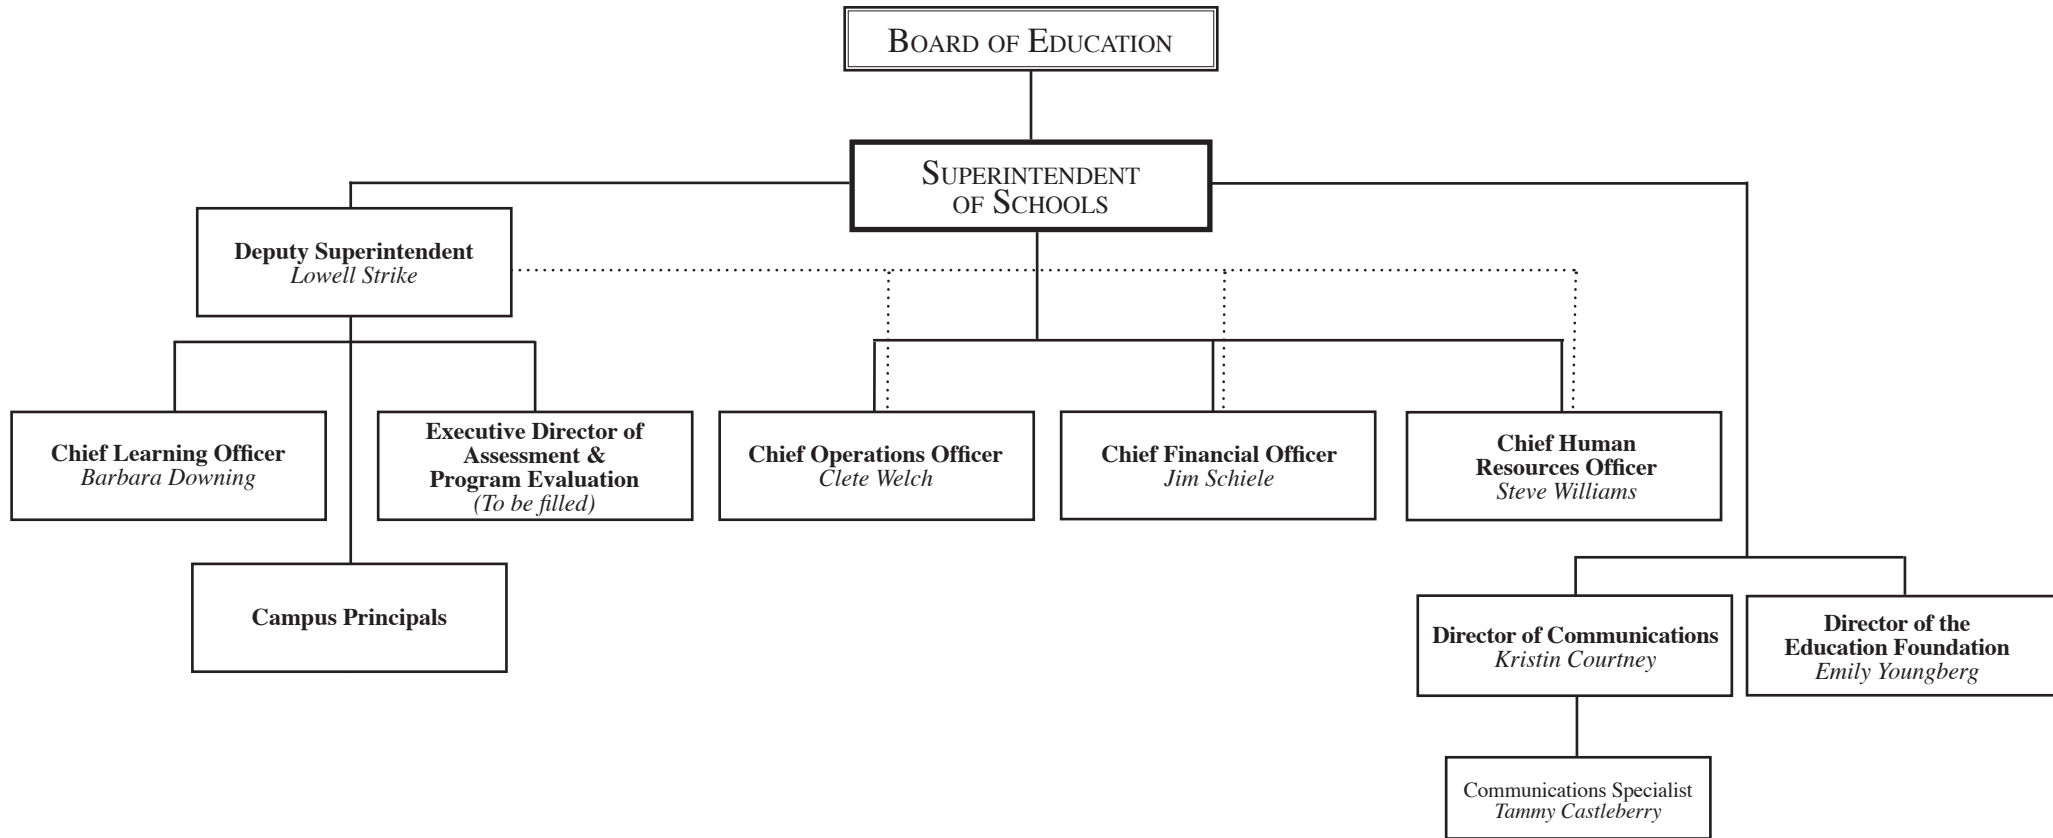 Board of Education
Superintendent
of Schools
Deputy Superintendent
Lowell Strike
Chief Learning Officer
Barbara Downing
Executive Director of
Assessment &
Program Evaluation
(To be filled)
Chief Operations Officer
Clete Welch
Chief Financial Officer
Jim Schiele
Chief Human
Resources Officer
Steve Williams
Campus Principals
Director of Communications
Kristin Courtney
Director of the
Education Foundation
Emily Youngberg
Communications Specialist
Tammy Castleberry